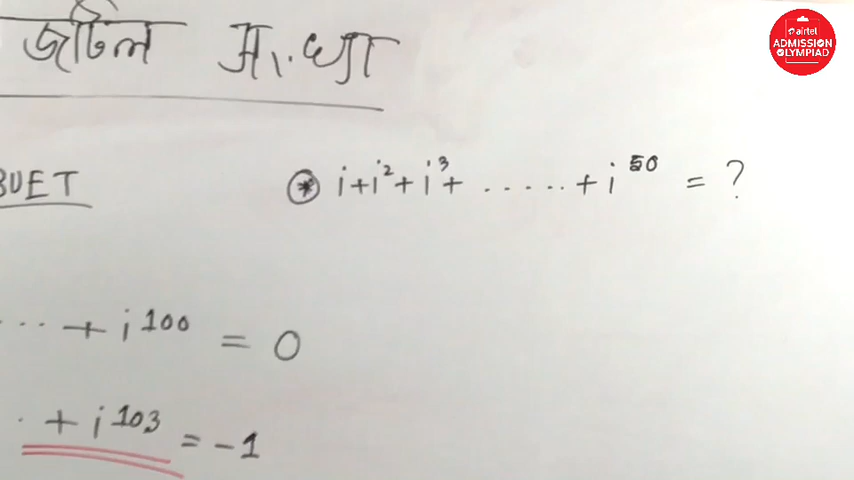 জটিল সংখ্যা
airtel
ADMISSION
OLYMPIAD
BUET
* i+i²+i³+ ..... +i⁵⁰ = ?
... + i¹⁰⁰ = 0
. + i¹⁰³ = -1